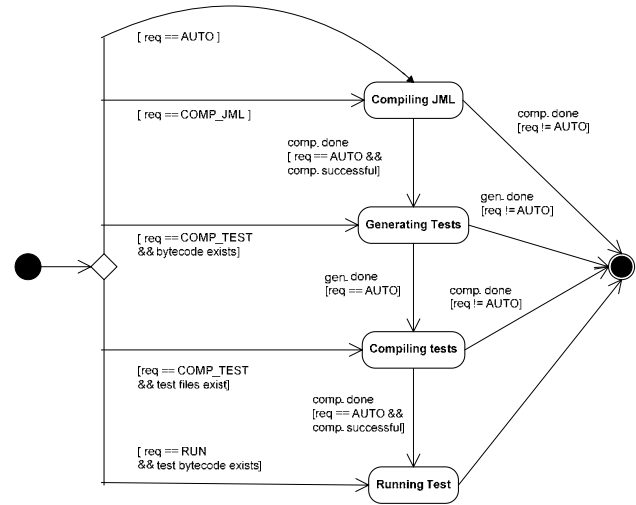 [ req == AUTO ]
Compiling JML
[ req == COMP_JML ]
comp. done
[req != AUTO]
comp. done
[ req == AUTO &&
comp. successful]
gen. done
[req != AUTO]
Generating Tests
[ req == COMP_TEST
&& bytecode exists]
gen. done
[req == AUTO]
comp. done
[req != AUTO]
Compiling tests
[req == COMP_TEST
&& test files exist]
comp. done
[req == AUTO &&
comp. successful]
[ req == RUN
&& test bytecode exists]
Running Test